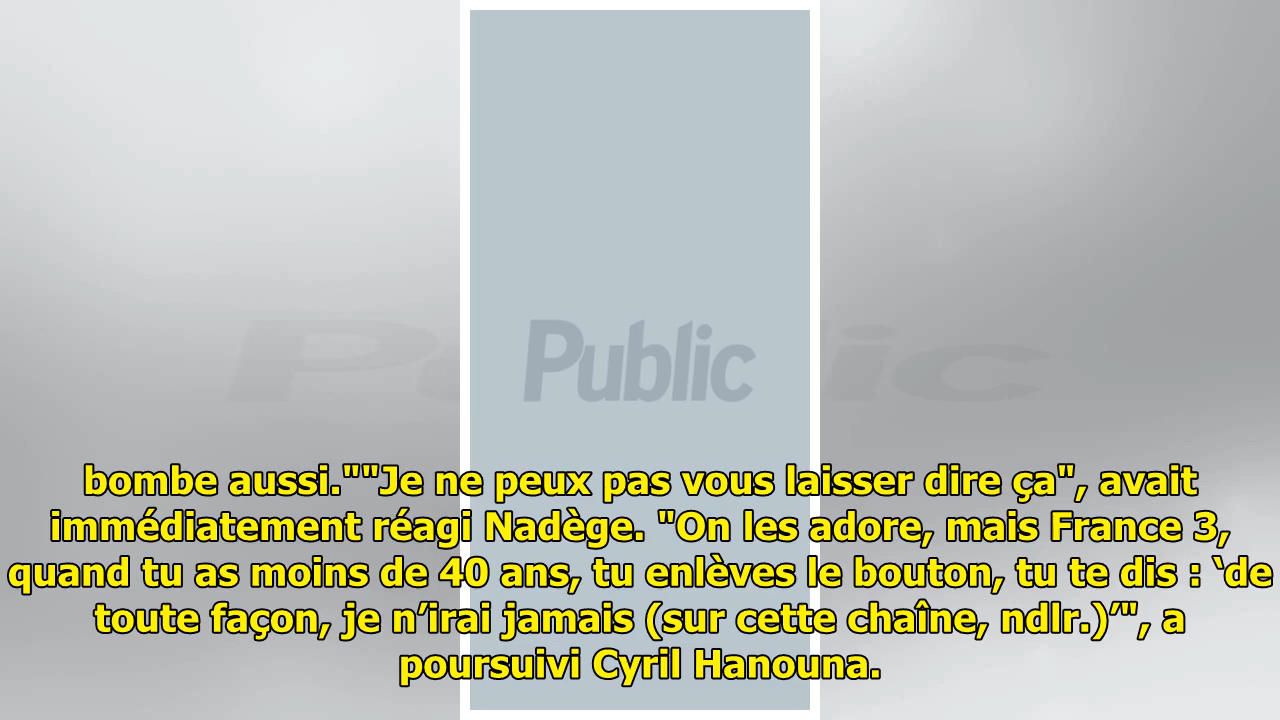 Public
bombe aussi.""Je ne peux pas vous laisser dire ça", avait
immédiatement réagi Nadège. "On les adore, mais France 3,
quand tu as moins de 40 ans, tu enlèves le bouton, tu te dis : ‘de
toute façon, je n’irai jamais (sur cette chaîne, ndlr.)’", a
poursuivi Cyril Hanouna.